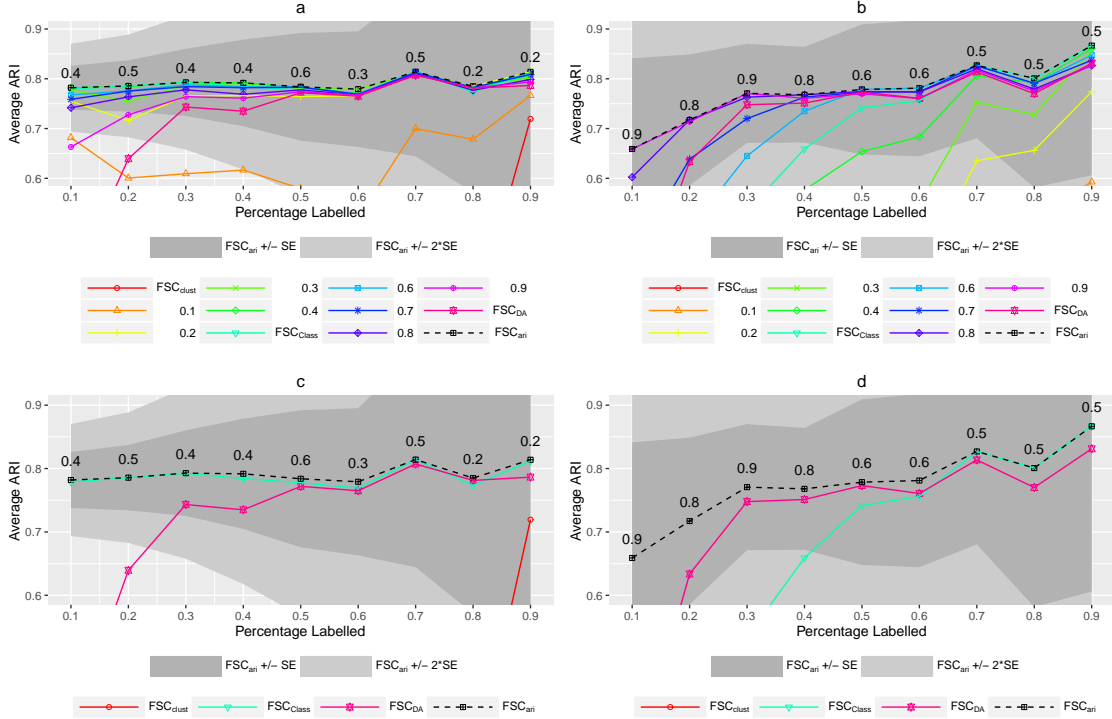 a
Average ARI
0.9
0.8
0.7
0.6
0.4 0.5 0.4 0.4 0.6 0.3 0.5 0.2 0.2
0.1 0.2 0.3 0.4 0.5 0.6 0.7 0.8 0.9
Percentage Labelled
FSCari +/− SE FSCari +/− 2*SE
FSCclust 0.3 0.6 0.9
0.1 0.4 0.7 FSCDA
0.2 FSCClass 0.8 FSCari
b
Average ARI
0.9
0.8
0.7
0.6
0.9 0.8 0.9 0.8 0.6 0.6 0.5 0.5 0.5
0.1 0.2 0.3 0.4 0.5 0.6 0.7 0.8 0.9
Percentage Labelled
FSCari +/− SE FSCari +/− 2*SE
FSCclust 0.3 0.6 0.9
0.1 0.4 0.7 FSCDA
0.2 FSCClass 0.8 FSCari
c
Average ARI
0.9
0.8
0.7
0.6
0.4 0.5 0.4 0.4 0.6 0.3 0.5 0.2 0.2
0.1 0.2 0.3 0.4 0.5 0.6 0.7 0.8 0.9
Percentage Labelled
FSCari +/− SE FSCari +/− 2*SE
FSCclust FSCClass FSCDA FSCari
d
Average ARI
0.9
0.8
0.7
0.6
0.9 0.8 0.9 0.8 0.6 0.6 0.5 0.5 0.5
0.1 0.2 0.3 0.4 0.5 0.6 0.7 0.8 0.9
Percentage Labelled
FSCari +/− SE FSCari +/− 2*SE
FSCclust FSCClass FSCDA FSCari